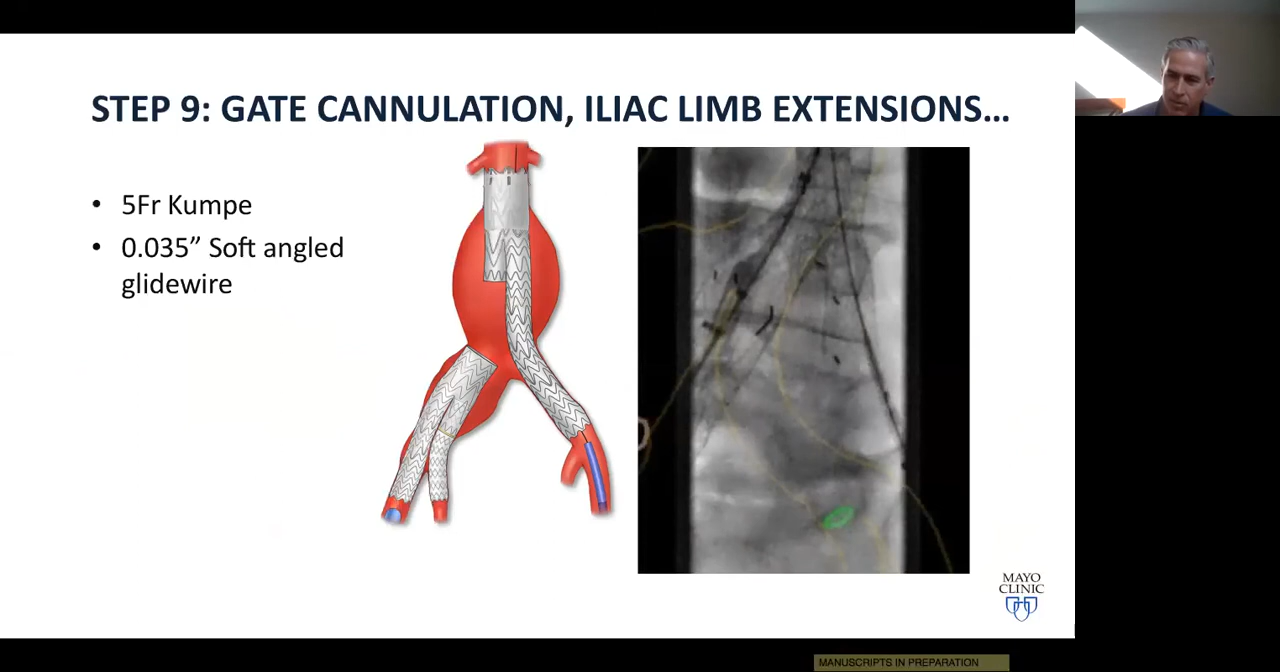 STEP 9: GATE CANNULATION, ILIAC LIMB EXTENSIONS...
• 5Fr Kumpe
• 0.035” Soft angled
glidewire
MAYO
CLINIC
MANUSCRIPTS IN PREPARATION